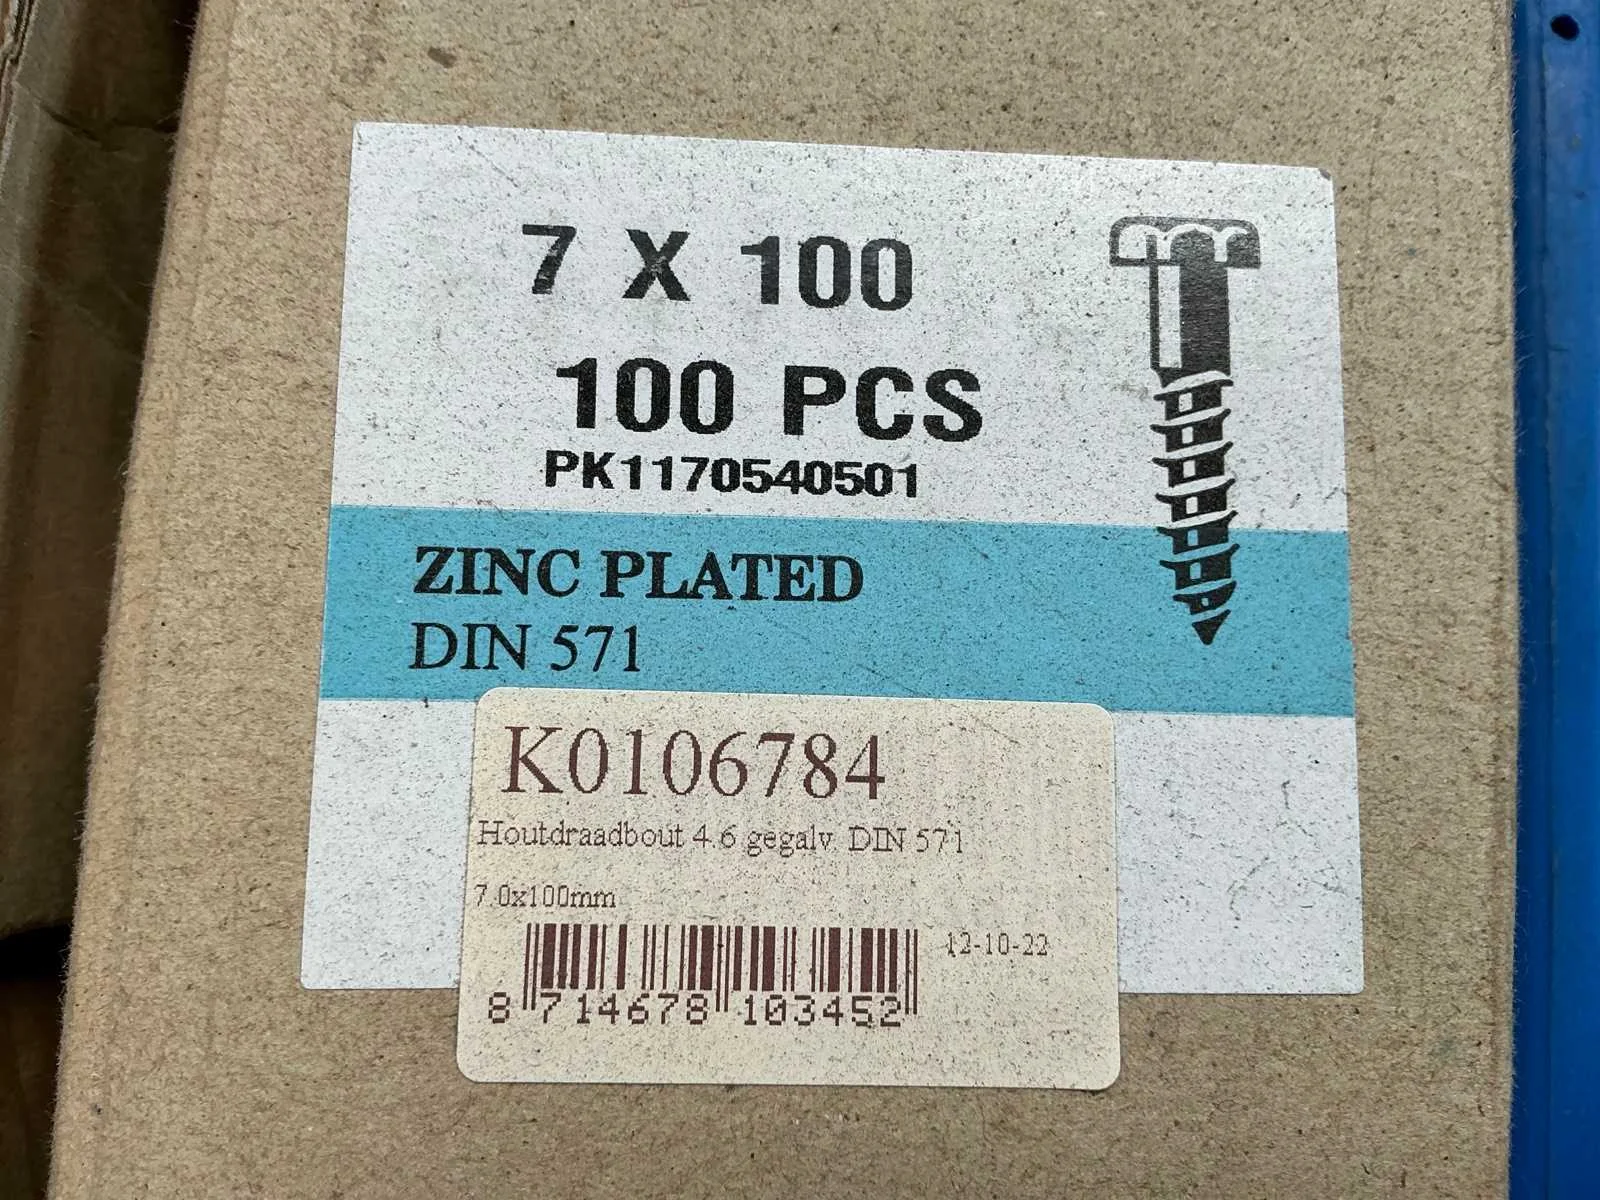 7 X 100
100 PCS
PK1170540501
ZINC PLATED
DIN 571
K0106784
Houtdraadbout 4.6 gegalv. DIN 571
7.0x100mm
12-10-22
8 714678 103452